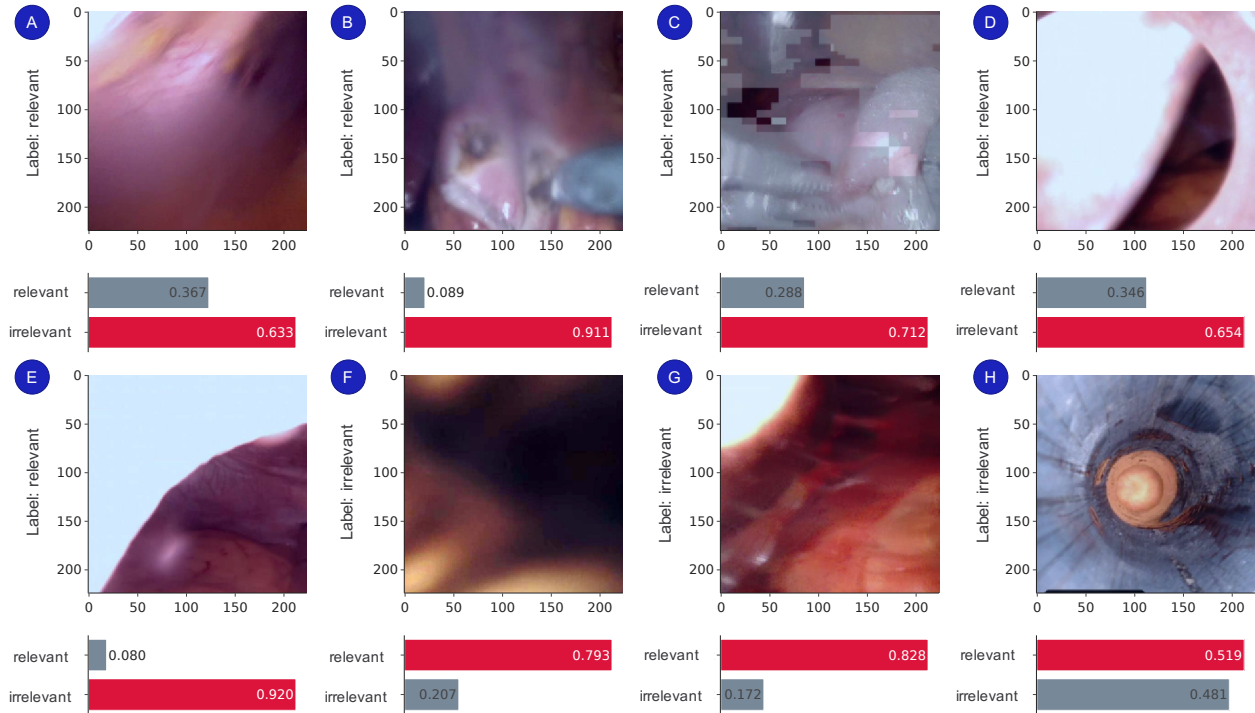 A B C D
Label: relevant
0
50
100
150
200
0 50 100 150 200
Label: relevant
0
50
100
150
200
0 50 100 150 200
Label: relevant
0
50
100
150
200
0 50 100 150 200
Label: relevant
0
50
100
150
200
0 50 100 150 200
relevant 0.367
irrelevant 0.633
relevant 0.089
irrelevant 0.911
relevant 0.288
irrelevant 0.712
relevant 0.346
irrelevant 0.654
E F G H
Label: relevant
0
50
100
150
200
0 50 100 150 200
Label: irrelevant
0
50
100
150
200
0 50 100 150 200
Label: irrelevant
0
50
100
150
200
0 50 100 150 200
Label: irrelevant
0
50
100
150
200
0 50 100 150 200
relevant 0.080
irrelevant 0.920
relevant 0.793
irrelevant 0.207
relevant 0.828
irrelevant 0.172
relevant 0.519
irrelevant 0.481